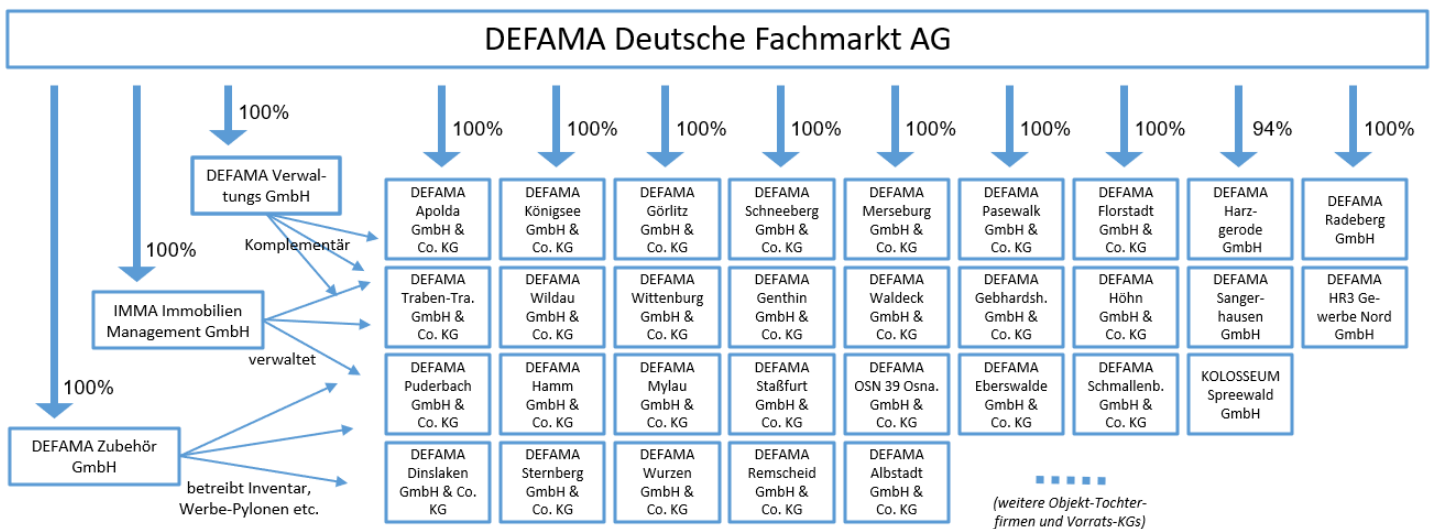 DEFAMA Deutsche Fachmarkt AG
100%
100%
100%
100%
100%
100%
100%
100%
100%
94%
100%
DEFAMA Verwal-
tungs GmbH
Komplementär
100%
IMMA Immobilien
Management GmbH
verwaltet
100%
DEFAMA Zubehör
GmbH
betreibt Inventar,
Werbe-Pylonen etc.
DEFAMA
Apolda
GmbH &
Co. KG
DEFAMA
Königsee
GmbH &
Co. KG
DEFAMA
Görlitz
GmbH &
Co. KG
DEFAMA
Schneeberg
GmbH &
Co. KG
DEFAMA
Merseburg
GmbH &
Co. KG
DEFAMA
Pasewalk
GmbH &
Co. KG
DEFAMA
Florstadt
GmbH &
Co. KG
DEFAMA
Harz-
gerode
GmbH
DEFAMA
Radeberg
GmbH
DEFAMA
Traben-Tra.
GmbH &
Co. KG
DEFAMA
Wildau
GmbH &
Co. KG
DEFAMA
Wittenburg
GmbH &
Co. KG
DEFAMA
Genthin
GmbH &
Co. KG
DEFAMA
Waldeck
GmbH &
Co. KG
DEFAMA
Gebhardsh.
GmbH &
Co. KG
DEFAMA
Höhn
GmbH &
Co. KG
DEFAMA
Sanger-
hausen
GmbH
DEFAMA
HR3 Ge-
werbe Nord
GmbH
DEFAMA
Puderbach
GmbH &
Co. KG
DEFAMA
Hamm
GmbH &
Co. KG
DEFAMA
Mylau
GmbH &
Co. KG
DEFAMA
Staßfurt
GmbH &
Co. KG
DEFAMA
OSN 39 Osna.
GmbH &
Co. KG
DEFAMA
Eberswalde
GmbH &
Co. KG
DEFAMA
Schmallenb.
GmbH &
Co. KG
KOLOSSEUM
Spreewald
GmbH
DEFAMA
Dinslaken
GmbH & Co.
KG
DEFAMA
Sternberg
GmbH &
Co. KG
DEFAMA
Wurzen
GmbH &
Co. KG
DEFAMA
Remscheid
GmbH &
Co. KG
DEFAMA
Albstadt
GmbH &
Co. KG
(weitere Objekt-Tochter-
firmen und Vorrats-KGs)